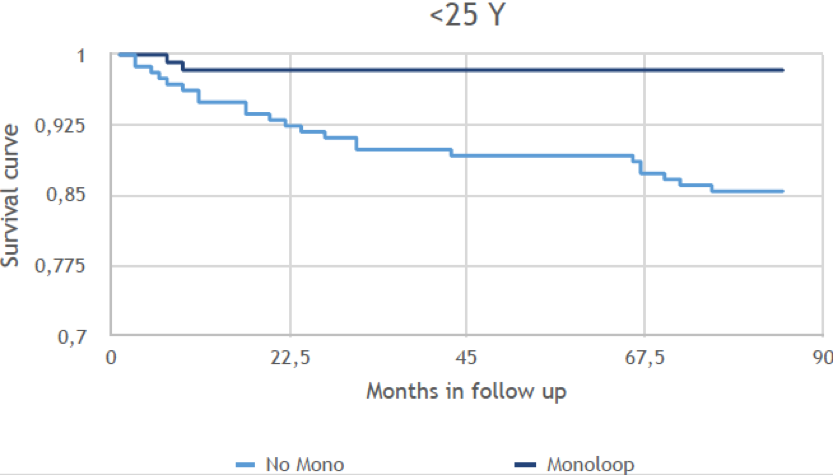 <25 Y
1
0,925
0,85
0,775
0,7
Survival curve
0 22,5 45 67,5 90
Months in follow up
No Mono Monoloop